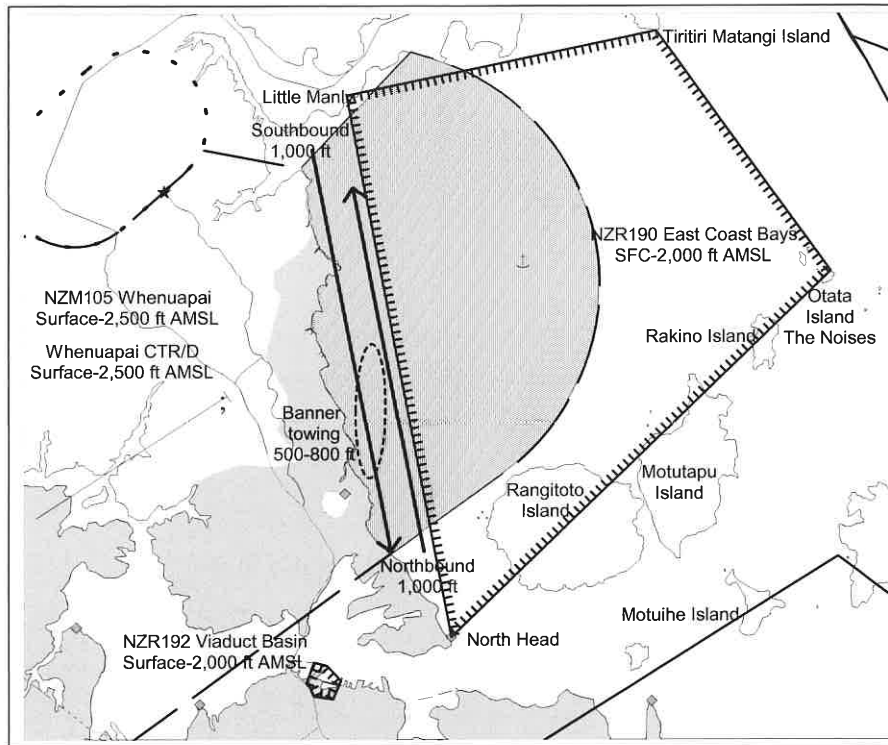 Tiritiri Matangi Island
Little Manly
Southbound
1,000 ft
NZR190 East Coast Bays
SFC-2,000 ft AMSL
NZM105 Whenuapai
Surface-2,500 ft AMSL
Otata
Island
The Noises
Rakino Island
Whenuapai CTR/D
Surface-2,500 ft AMSL
Banner
towing
500-800 ft
Motutapu
Island
Rangitoto
Island
Northbound
1,000 ft
Motuihe Island
NZR192 Viaduct Basin
Surface-2,000 ft AMSL
North Head